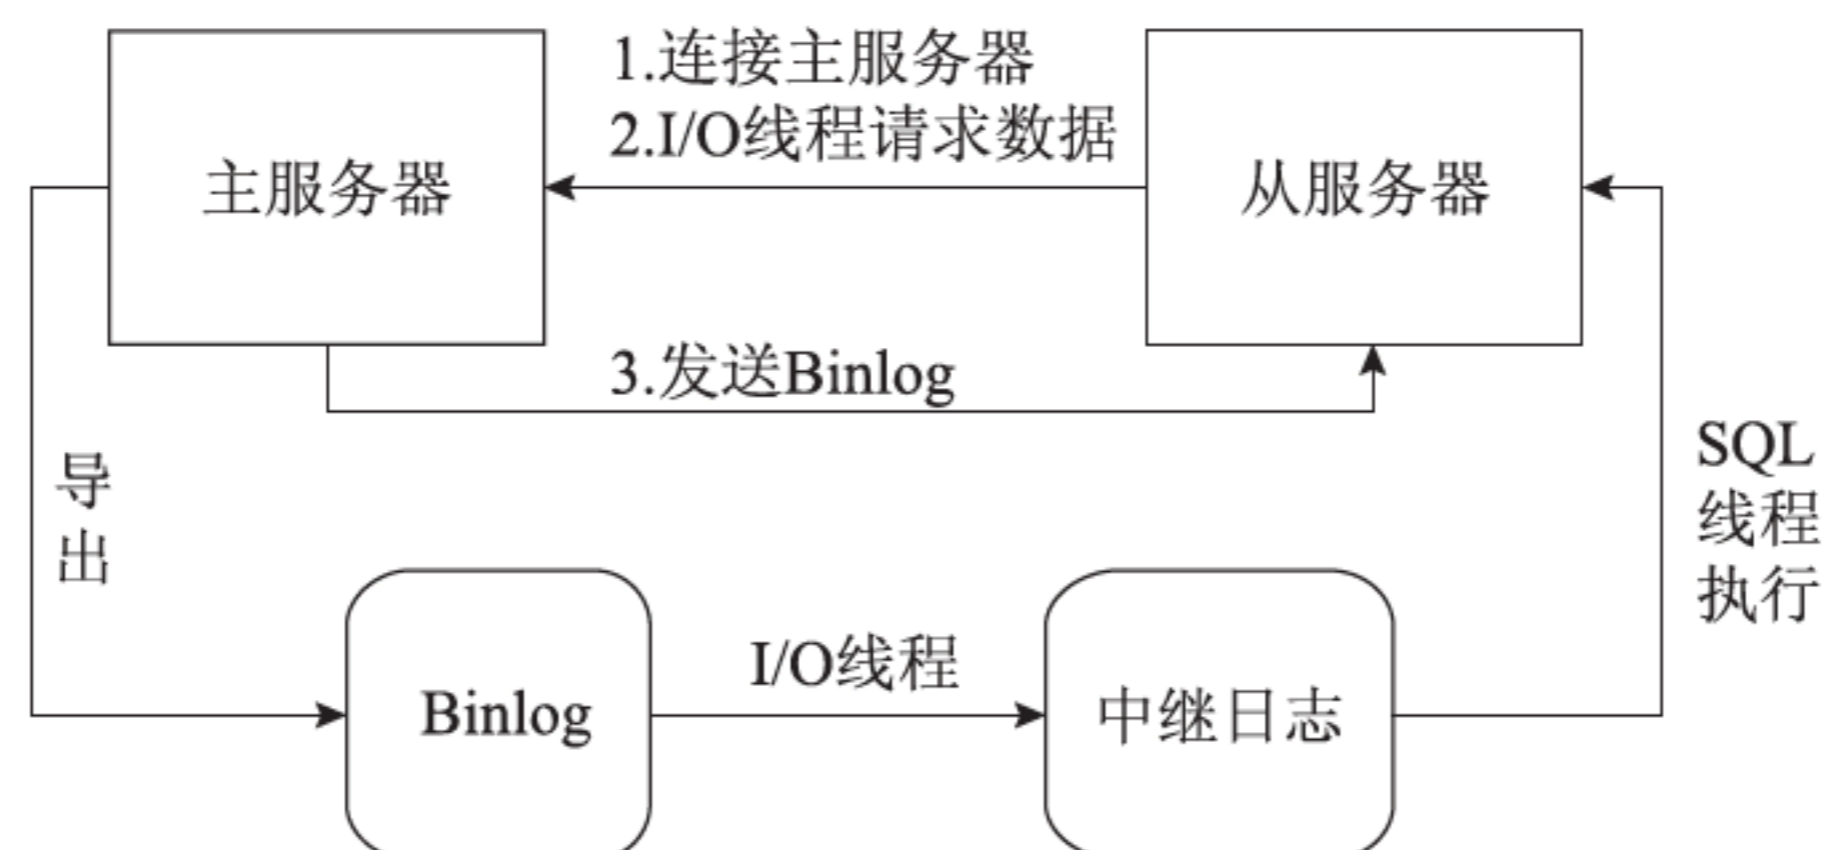 1.连接主服务器
2.I/O线程请求数据
主服务器
从服务器
3.发送Binlog
导
出
SQL
线程
执行
I/O线程
Binlog
中继日志